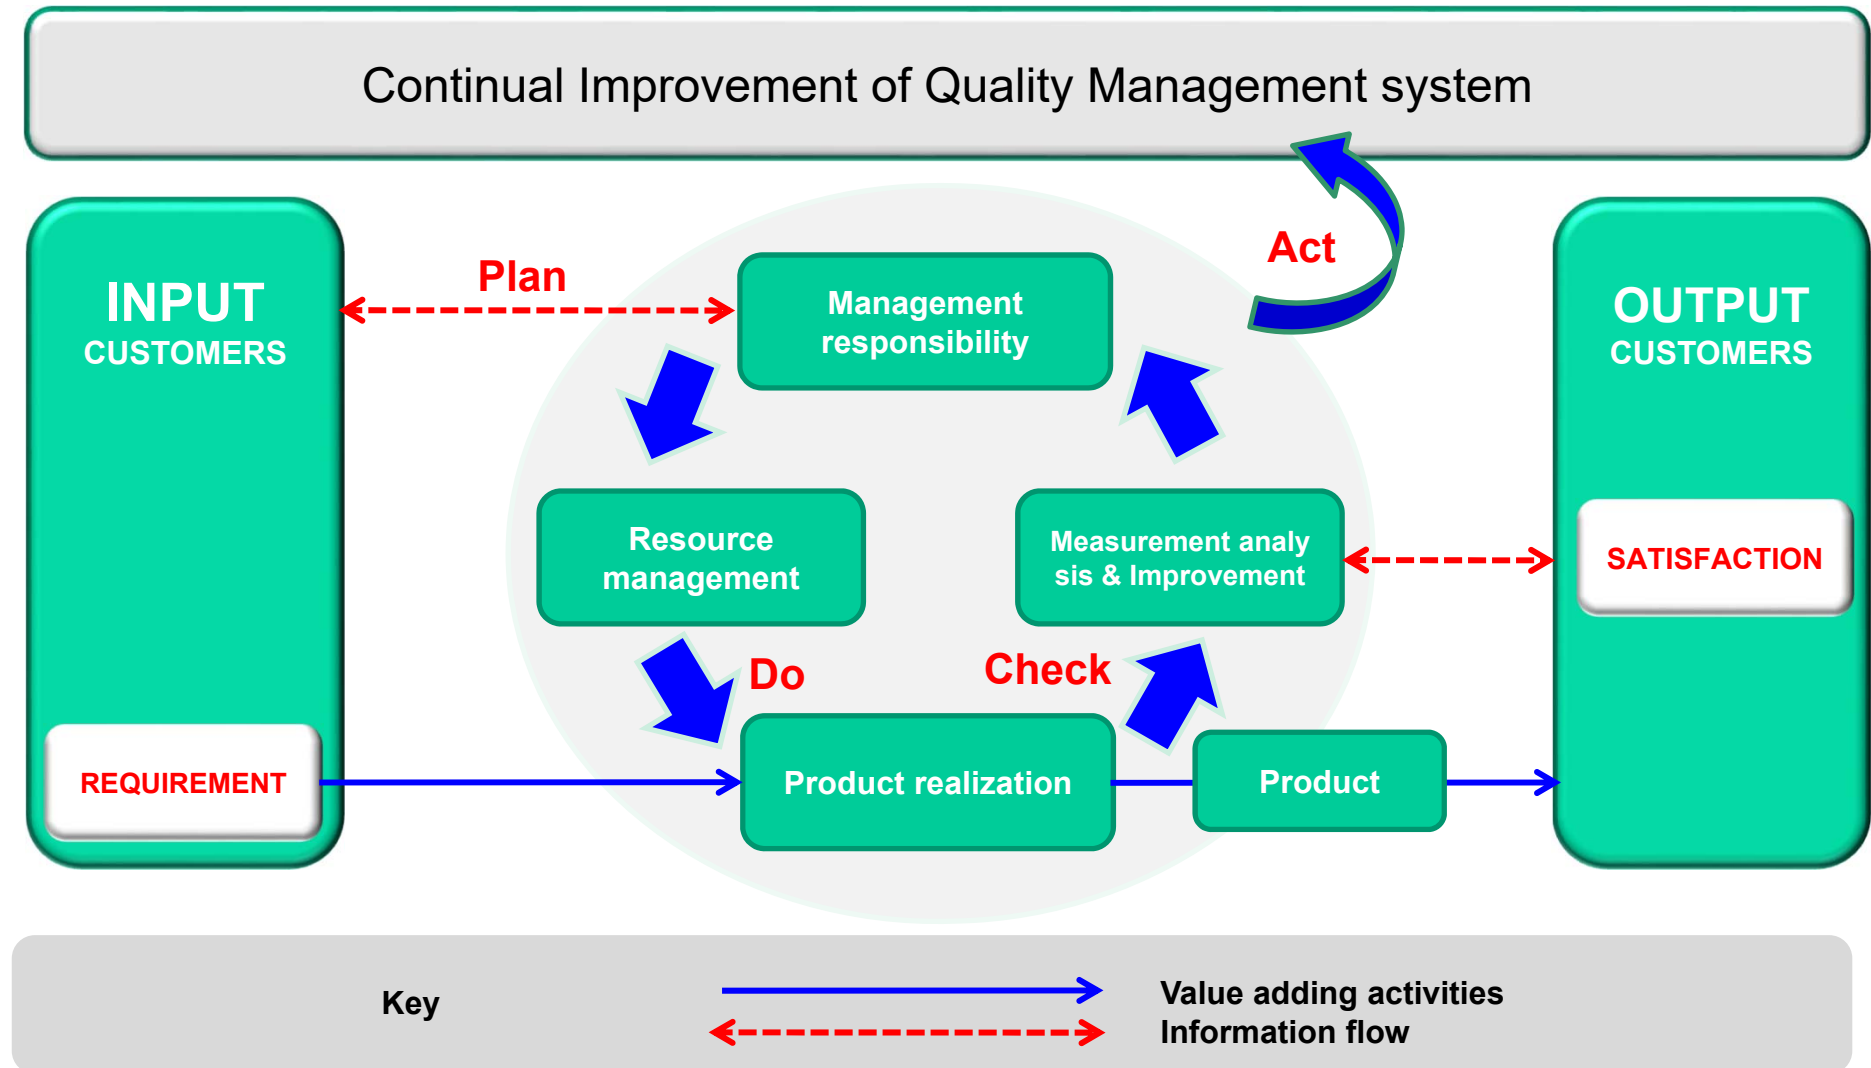 Continual Improvement of Quality Management system
INPUT
CUSTOMERS
REQUIREMENT
Plan
Management
responsibility
Act
Resource
management
Measurement analy
sis & Improvement
Do
Check
Product realization
Product
OUTPUT
CUSTOMERS
SATISFACTION
Key
Value adding activities
Information flow